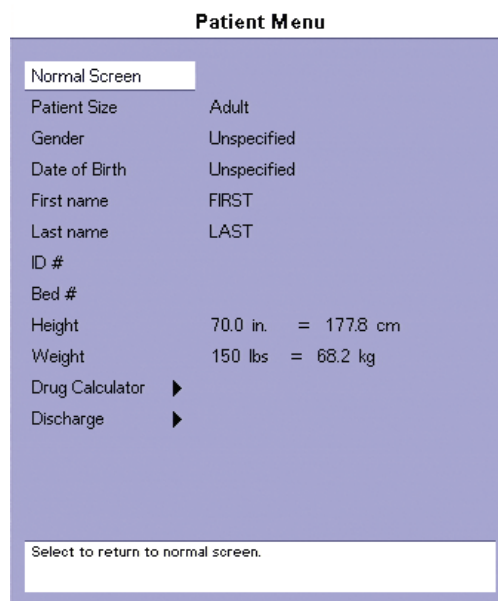 Patient Menu
Normal Screen
Patient Size Adult
Gender Unspecified
Date of Birth Unspecified
First name FIRST
Last name LAST
ID #
Bed #
Height 70.0 in. = 177.8 cm
Weight 150 lbs = 68.2 kg
Drug Calculator
Discharge
Select to return to normal screen.